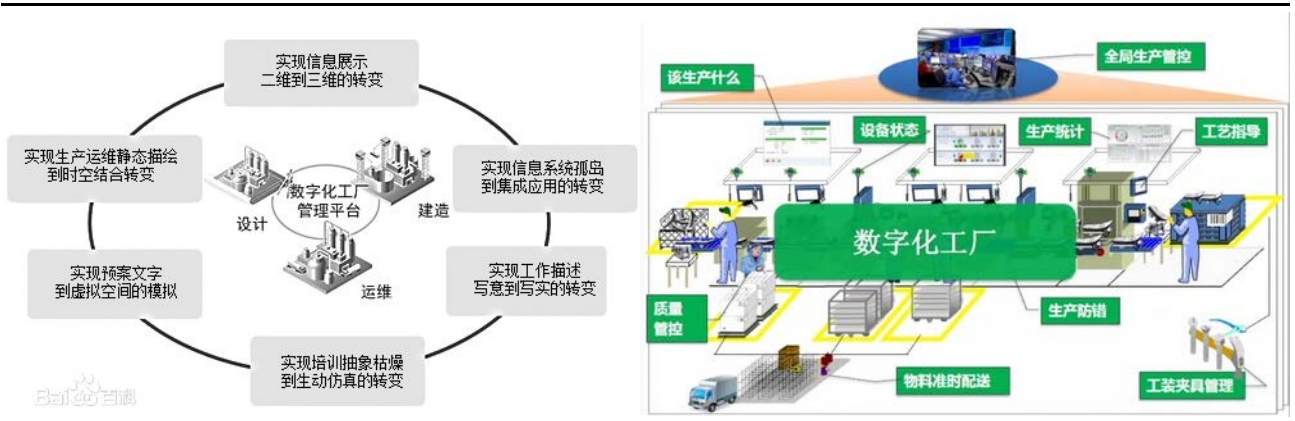 实现信息展示
二维到三维的转变
实现生产运维静态描绘
到时空结合转变
实现信息系统孤岛
到集成应用的转变
数字化工厂
管理平台
设计
建造
运维
实现预案文字
到虚拟空间的模拟
实现工作描述
写意到写实的转变
实现培训抽象枯燥
到生动仿真的转变
Bai 百科
全局生产管控
该生产什么
设备状态
生产统计
工艺指导
数字化工厂
质量
管控
生产防错
物料准时配送
工装夹具管理